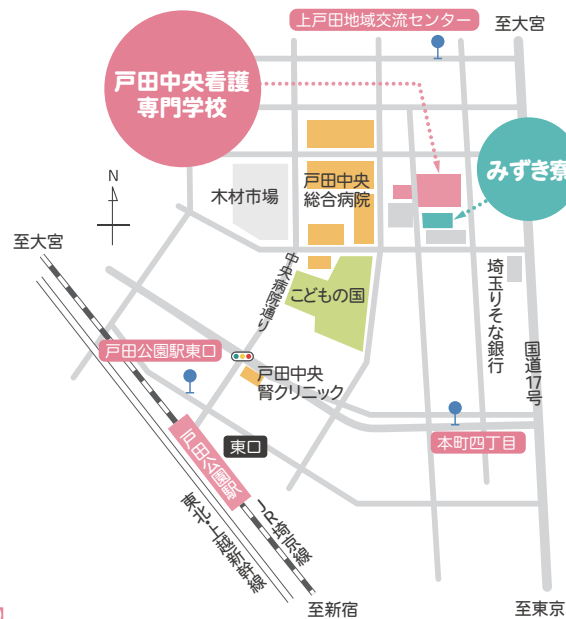 上戸田地域交流センター
至大宮
戸田中央看護
専門学校
みずき寮
N
木材市場
戸田中央
総合病院
至大宮
中央病院通り
こどもの国
埼玉りそな銀行
国道17号
戸田公園駅東口
戸田中央
腎クリニック
本町四丁目
東口
戸田公園駅
JR埼京線
東北・上越新幹線
至新宿
至東京